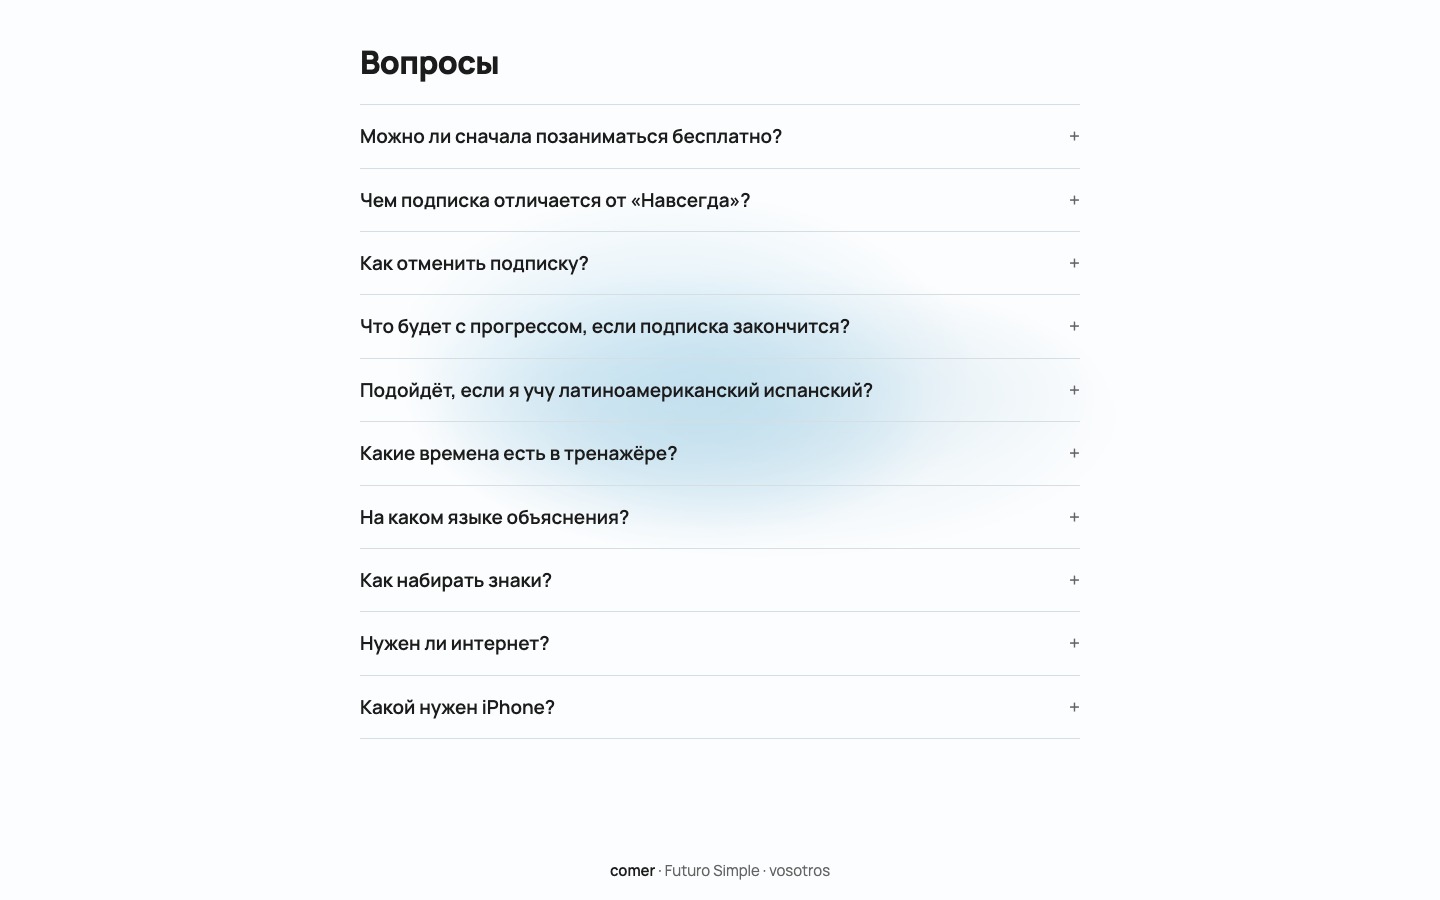 Вопросы
Можно ли сначала позаниматься бесплатно? +
Чем подписка отличается от «Навсегда»? +
Как отменить подписку? +
Что будет с прогрессом, если подписка закончится? +
Подойдёт, если я учу латиноамериканский испанский? +
Какие времена есть в тренажёре? +
На каком языке объяснения? +
Как набирать знаки? +
Нужен ли интернет? +
Какой нужен iPhone? +
comer · Futuro Simple · vosotros